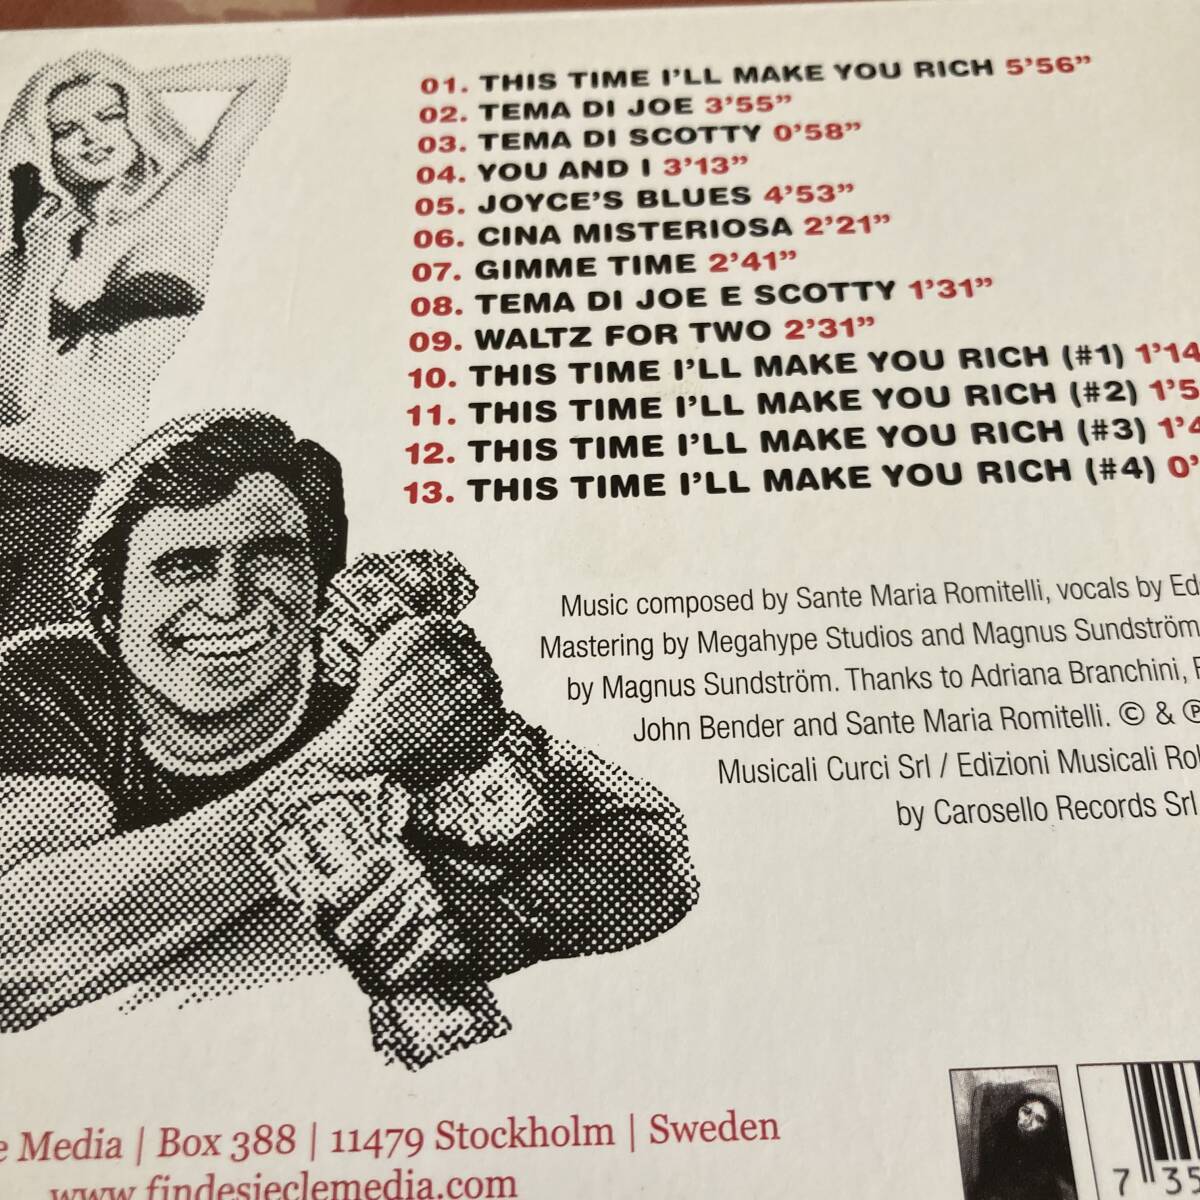 01. THIS TIME I'LL MAKE YOU RICH 5'56”
02. TEMA DI JOE 3'55”
03. TEMA DI SCOTTY 0'58”
04. YOU AND I 3'13”
05. JOYCE'S BLUES 4'53”
06. CINA MISTERIOSA 2'21”
07. GIMME TIME 2'41”
08. TEMA DI JOE E SCOTTY 1'31”
09. WALTZ FOR TWO 2'31”
10. THIS TIME I'LL MAKE YOU RICH (#1) 1'14
11. THIS TIME I'LL MAKE YOU RICH (#2) 1'5
12. THIS TIME I'LL MAKE YOU RICH (#3) 1'4
13. THIS TIME I'LL MAKE YOU RICH (#4) 0'
Music composed by Sante Maria Romitelli, vocals by Ed
Mastering by Megahype Studios and Magnus Sundström
by Magnus Sundström. Thanks to Adriana Branchini,
John Bender and Sante Maria Romitelli. © & ℗
Musicali Curci Srl / Edizioni Musicali Rol
by Carosello Records Srl
e Media | Box 388 | 11479 Stockholm | Sweden
www.findesieclemedia.com
7 35